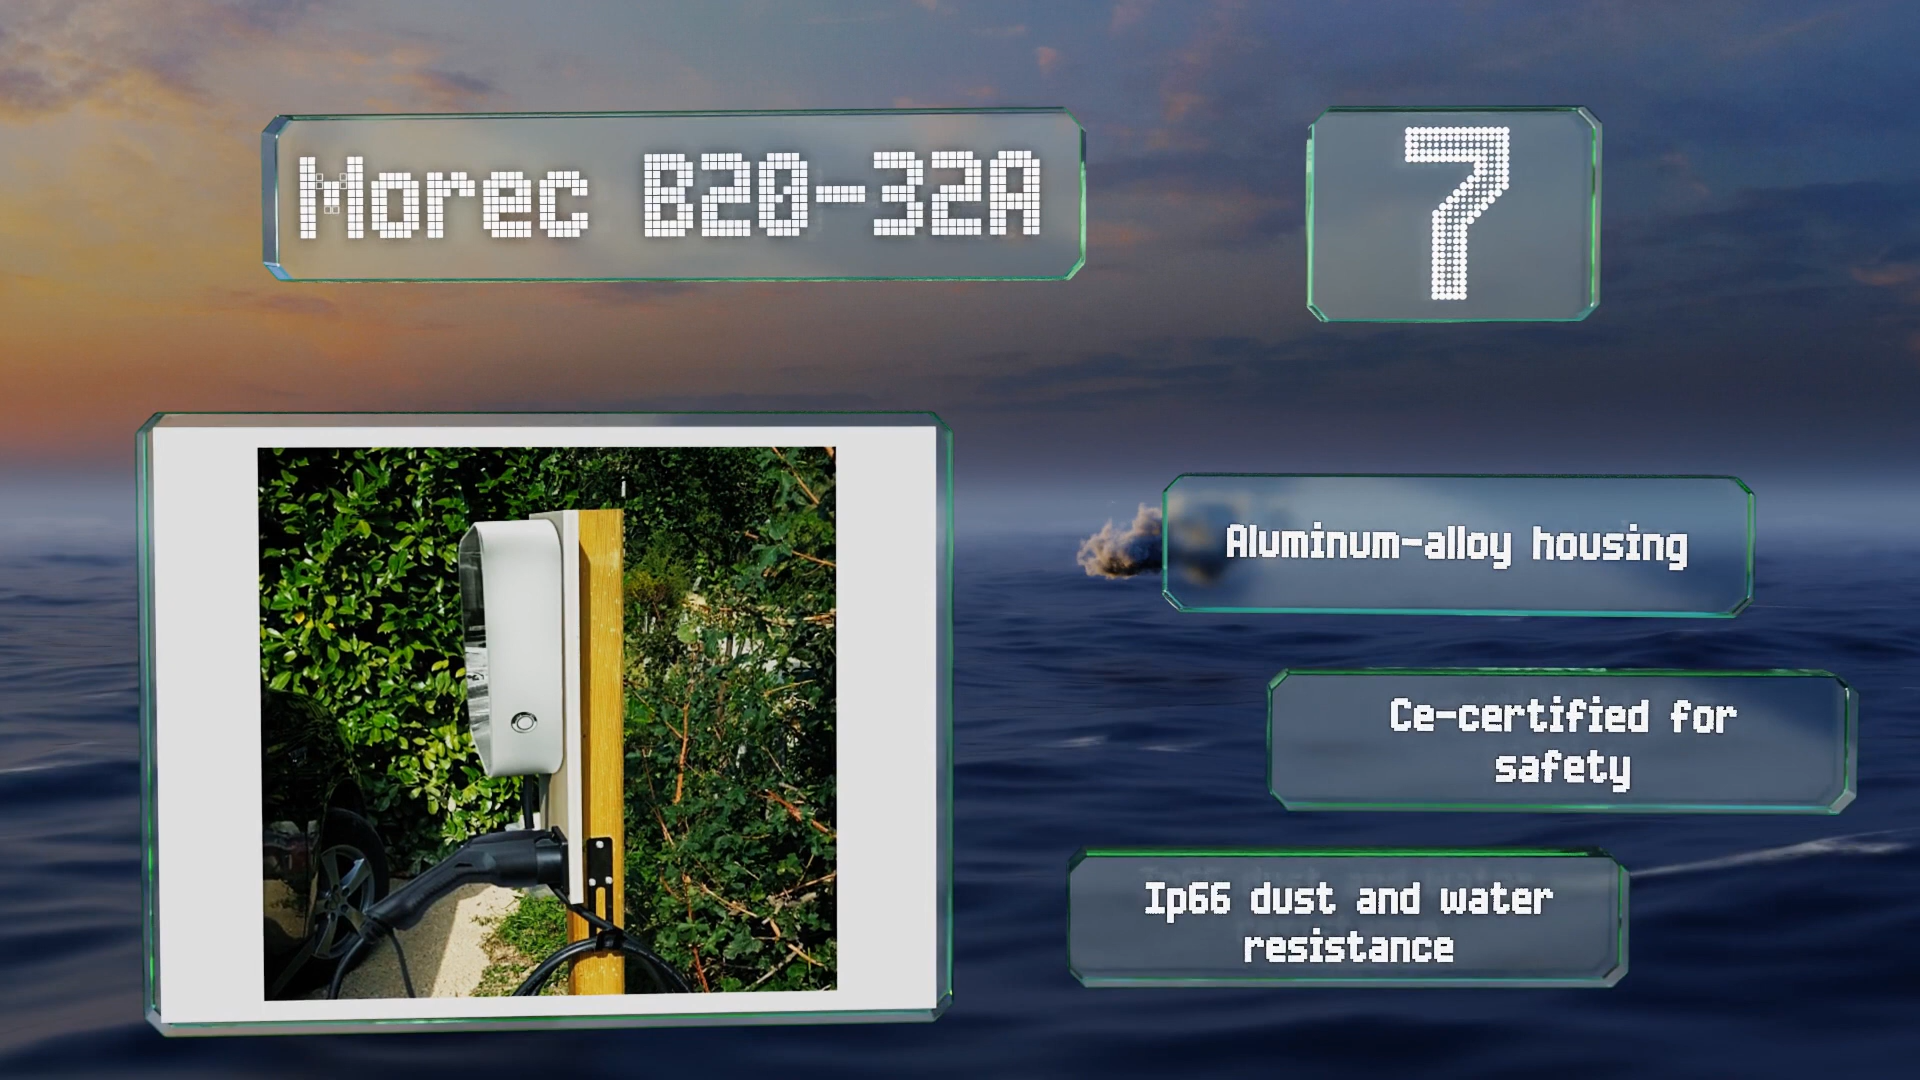 Morec B20-32A
7
Aluminum-alloy housing
Ce-certified for
safety
Ip66 dust and water
resistance